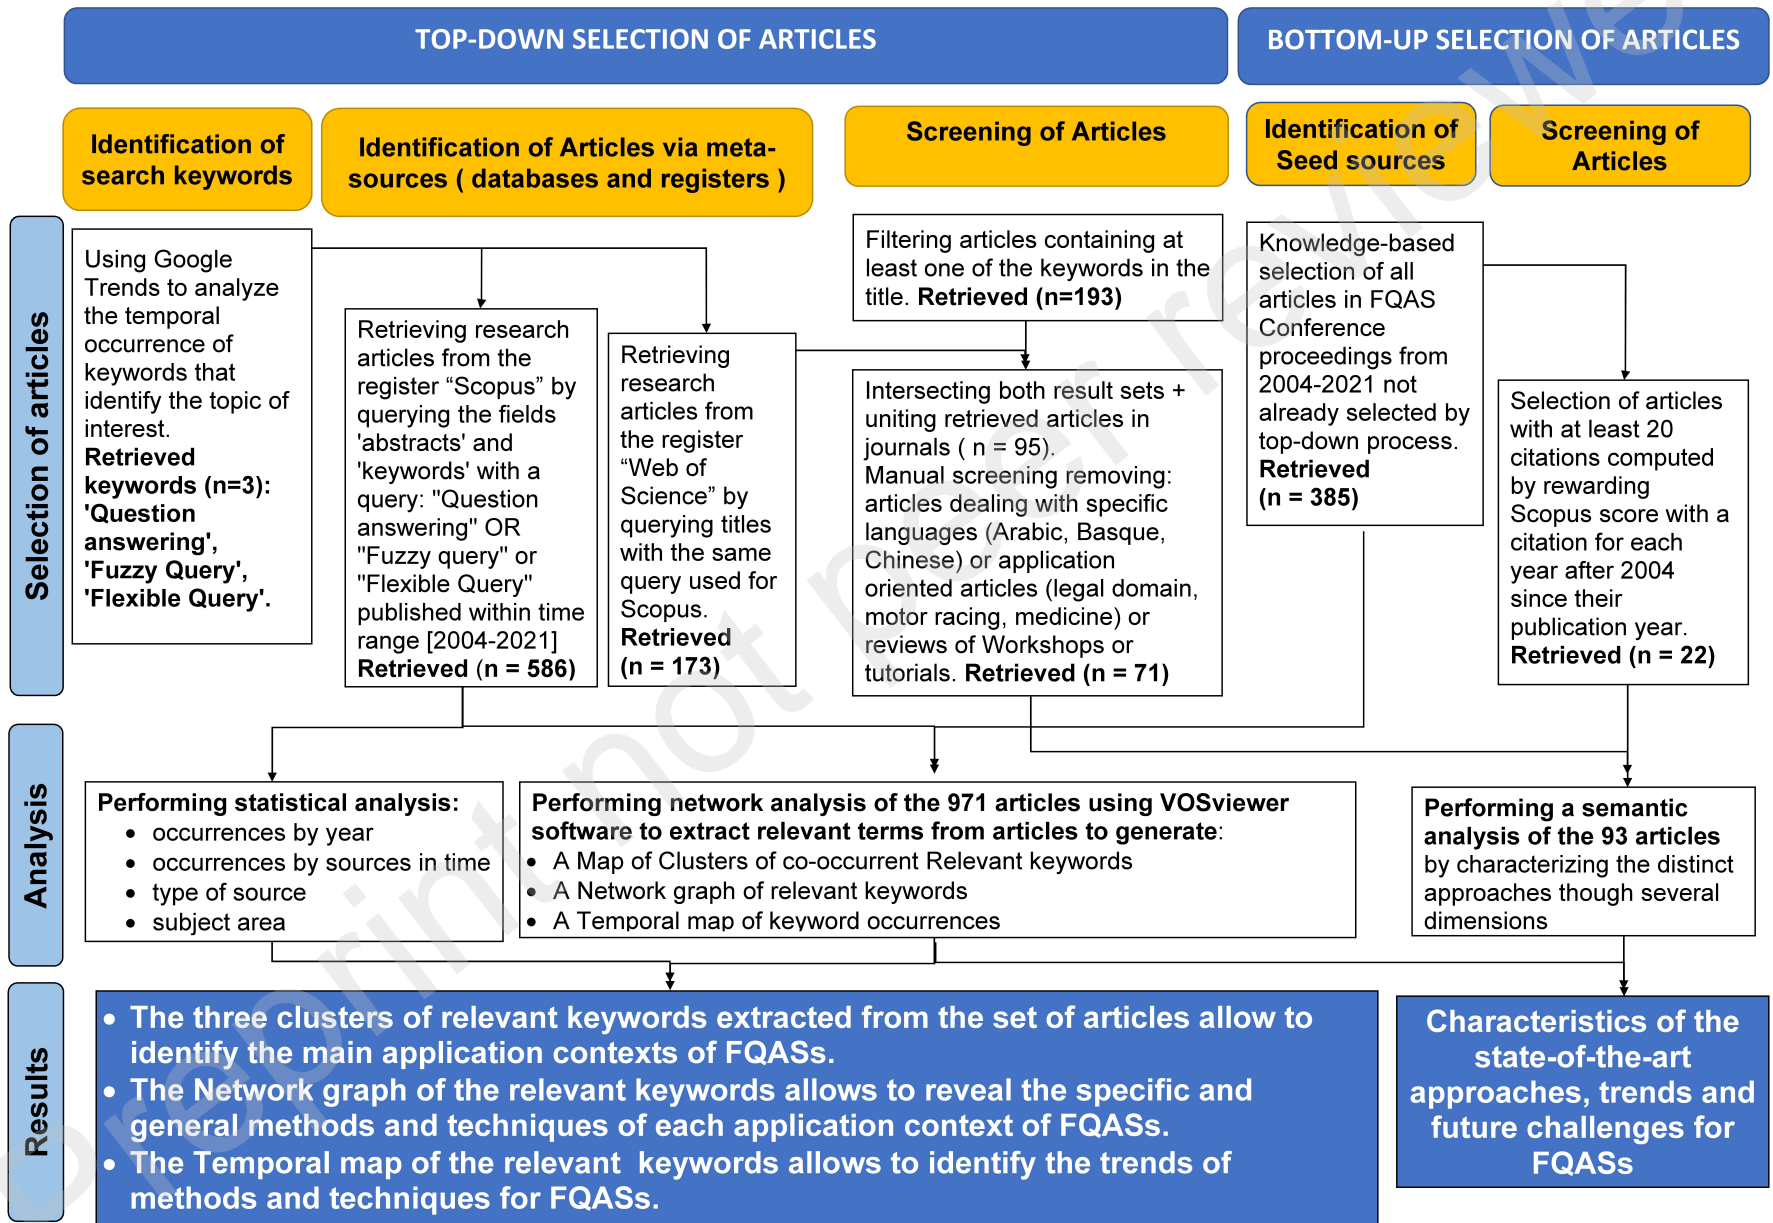 TOP-DOWN SELECTION OF ARTICLES
BOTTOM-UP SELECTION OF ARTICLES
Identification of
search keywords
Identification of Articles via meta-
sources ( databases and registers )
Screening of Articles
Identification of
Seed sources
Screening of
Articles
Selection of articles
Using Google
Trends to analyze
the temporal
occurrence of
keywords that
identify the topic of
interest.
Retrieved
keywords (n=3):
'Question
answering',
'Fuzzy Query',
'Flexible Query'.
Retrieving research
articles from the
register “Scopus” by
querying the fields
'abstracts' and
'keywords' with a
query: "Question
answering" OR
"Fuzzy query" or
"Flexible Query"
published within time
range [2004-2021]
Retrieved (n = 586)
Retrieving
research
articles from
the register
“Web of
Science” by
querying titles
with the same
query used for
Scopus.
Retrieved
(n = 173)
Filtering articles containing at
least one of the keywords in the
title. Retrieved (n=193)
Intersecting both result sets +
uniting retrieved articles in
journals ( n = 95).
Manual screening removing:
articles dealing with specific
languages (Arabic, Basque,
Chinese) or application
oriented articles (legal domain,
motor racing, medicine) or
reviews of Workshops or
tutorials. Retrieved (n = 71)
Knowledge-based
selection of all
articles in FQAS
Conference
proceedings from
2004-2021 not
already selected by
top-down process.
Retrieved
(n = 385)
Selection of articles
with at least 20
citations computed
by rewarding
Scopus score with a
citation for each
year after 2004
since their
publication year.
Retrieved (n = 22)
Analysis
Performing statistical analysis:
• occurrences by year
• occurrences by sources in time
• type of source
• subject area
Performing network analysis of the 971 articles using VOSviewer
software to extract relevant terms from articles to generate:
• A Map of Clusters of co-occurrent Relevant keywords
• A Network graph of relevant keywords
• A Temporal map of keyword occurrences
Performing a semantic
analysis of the 93 articles
by characterizing the distinct
approaches though several
dimensions
Results
• The three clusters of relevant keywords extracted from the set of articles allow to
identify the main application contexts of FQASs.
• The Network graph of the relevant keywords allows to reveal the specific and
general methods and techniques of each application context of FQASs.
• The Temporal map of the relevant keywords allows to identify the trends of
methods and techniques for FQASs.
Characteristics of the
state-of-the-art
approaches, trends and
future challenges for
FQASs
preprint not peer reviewe